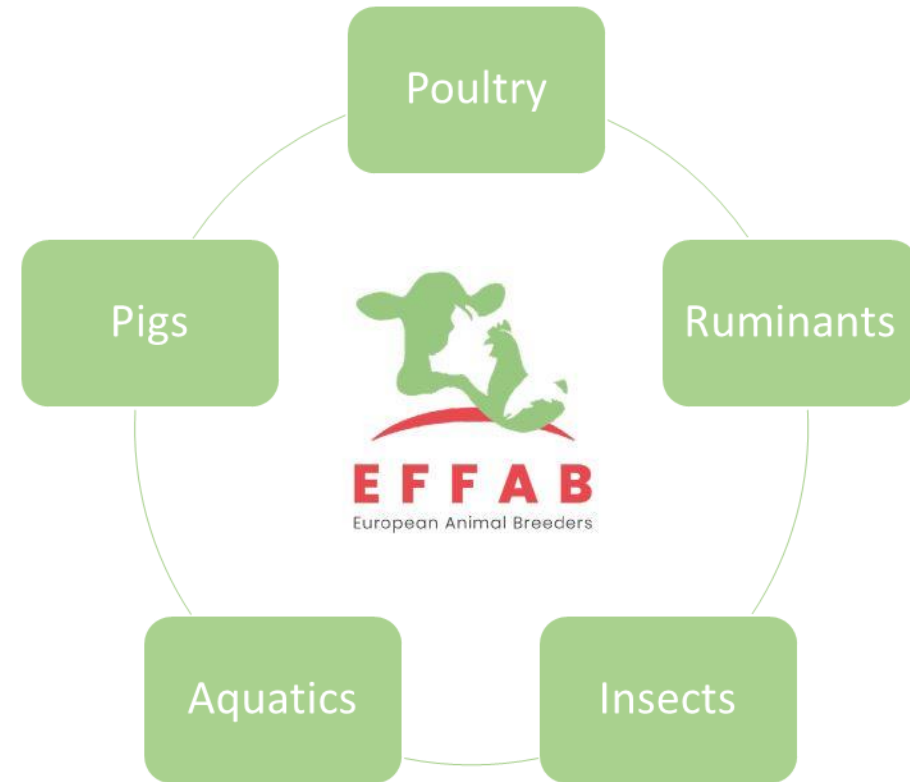 Poultry
Pigs
Ruminants
EFFAB
European Animal Breeders
Aquatics
Insects